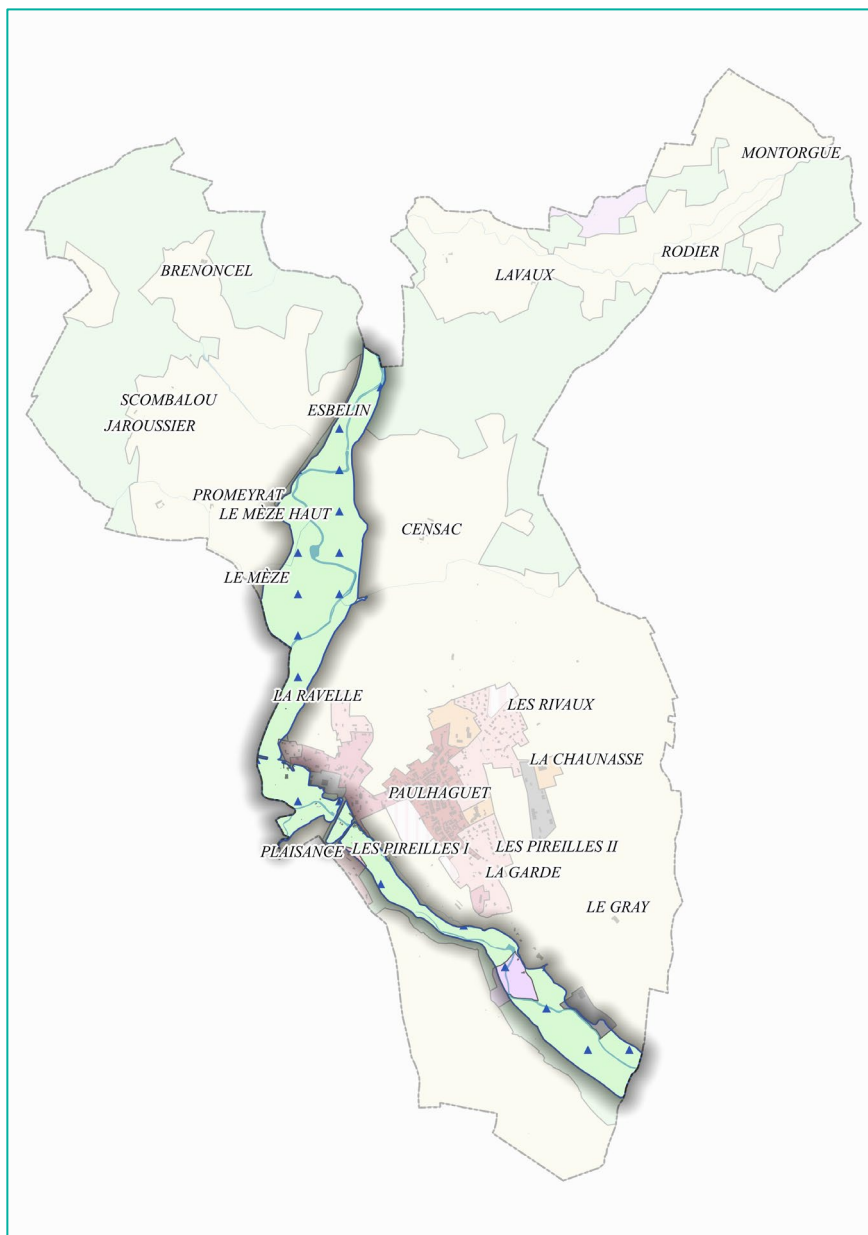 MONTORGUE
RODIER
BRENONCEL
LAVAUX
SCOMBALOU
ESBELIN
JAROUSSIER
PROMEYRAT
LE MÈZE HAUT
CENSAC
LE MÈZE
LA RAVELLE
LES RIVAUX
LA CHAUNASSE
PAULHAGUET
PLAISANCE
LES PIREILLES I
LES PIREILLES II
LA GARDE
LE GRAY